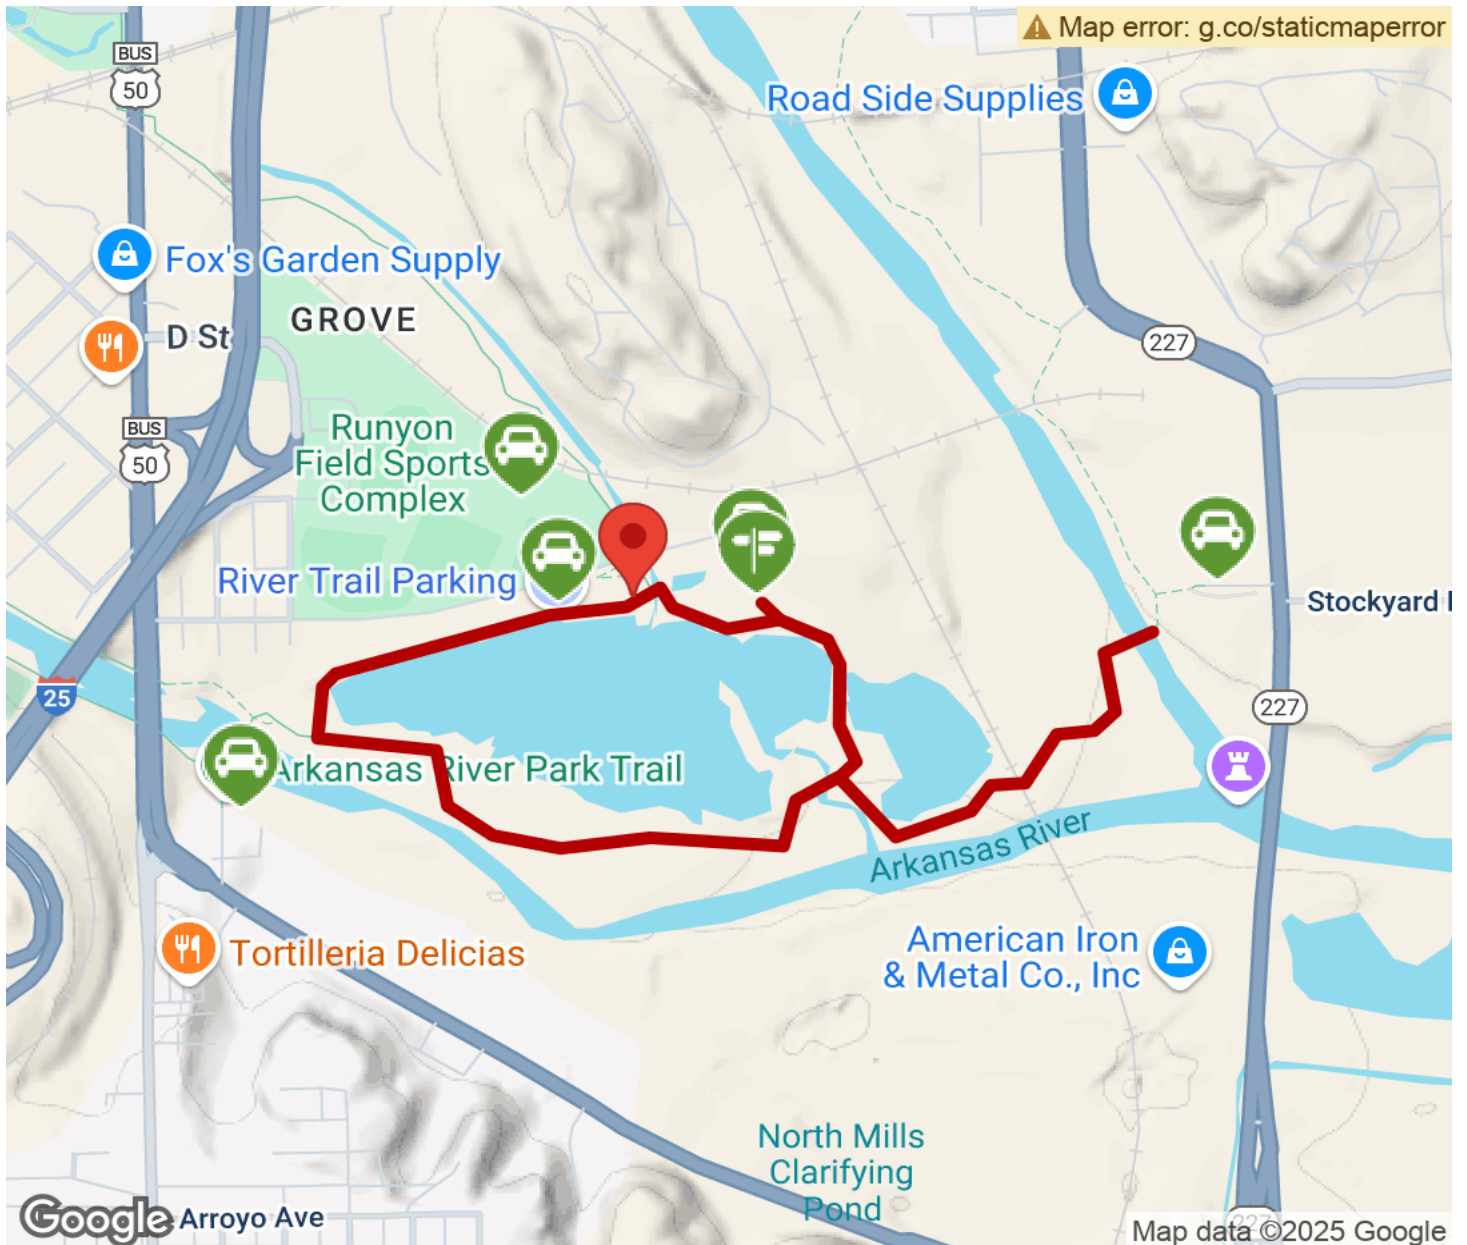 Map error: g.co/staticmaperror
BUS
50
Road Side Supplies
Fox's Garden Supply
GROVE
D St
227
BUS
50
Runyon
Field Sports
Complex
River Trail Parking
Stockyard
25
227
Arkansas River Park Trail
Arkansas River
Tortilleria Delicias
American Iron
& Metal Co., Inc
North Mills
Clarifying
Pond
Google
Arroyo Ave
227
Map data ©2025 Google